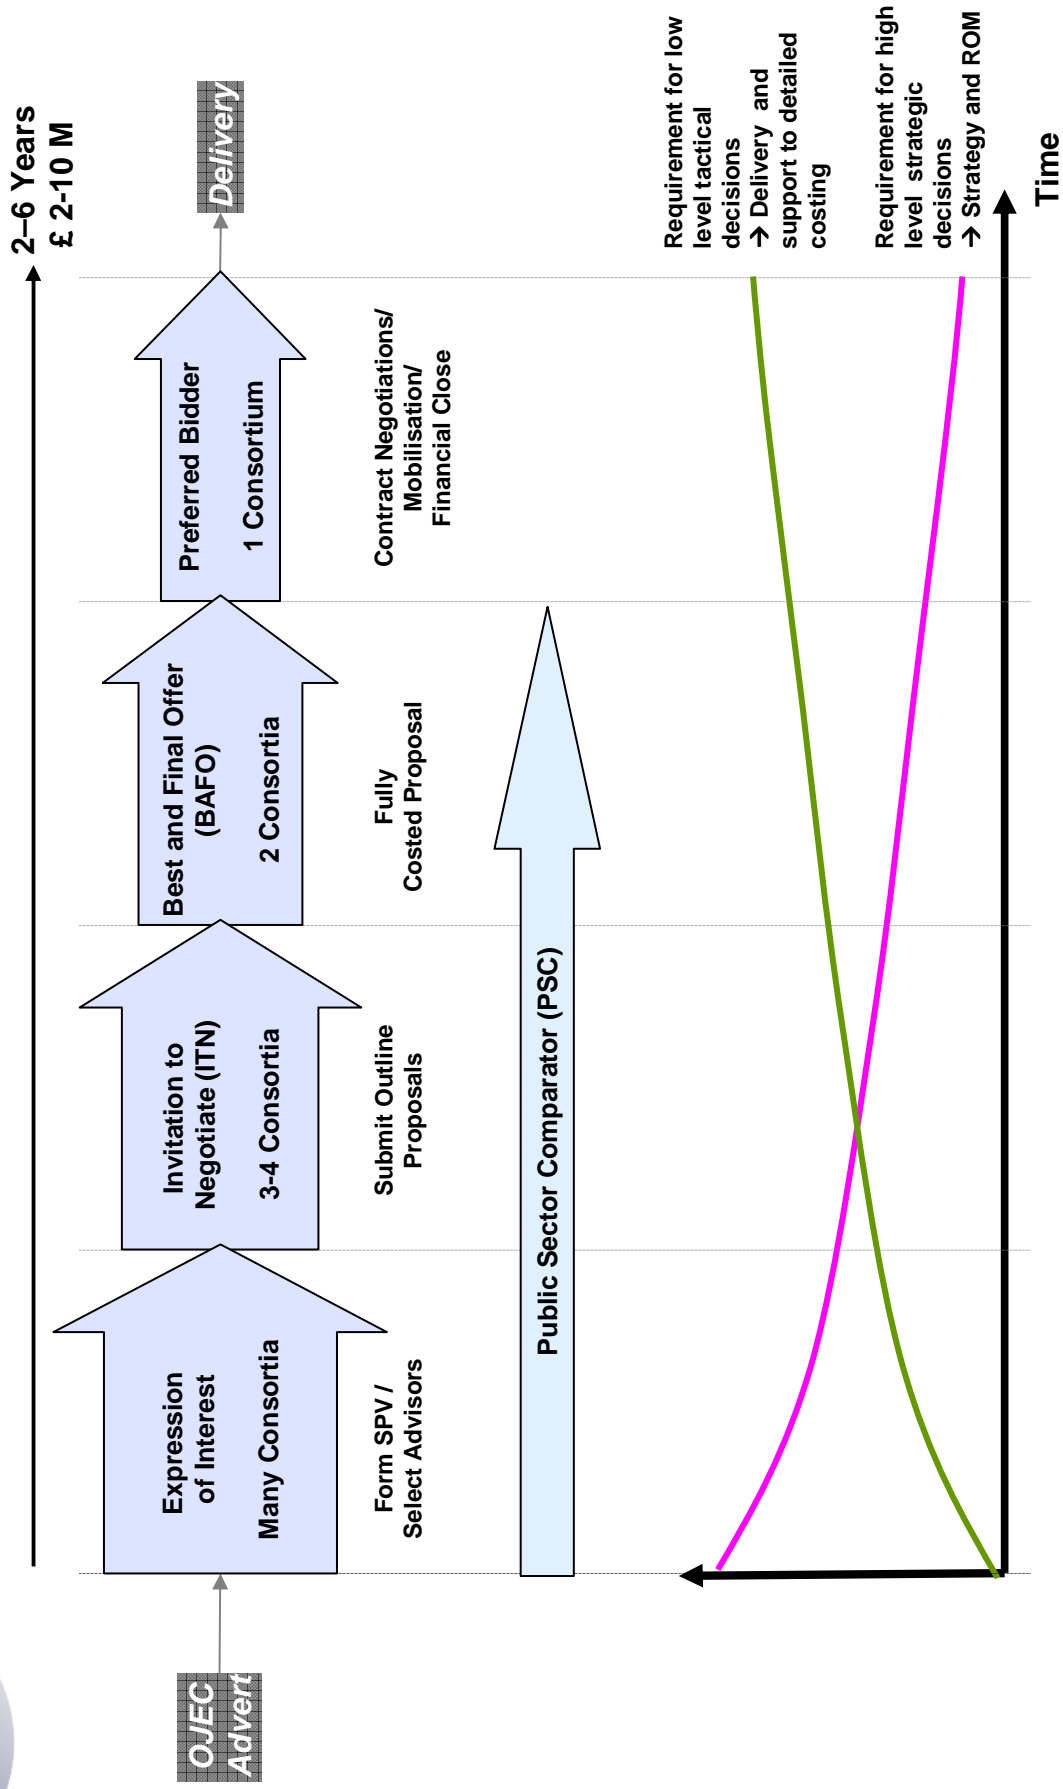 2–6 Years
£ 2-10 M
OJEC
Advert
Expression
of Interest
Many Consortia
Invitation to
Negotiate (ITN)
3-4 Consortia
Best and Final Offer
(BAFO)
2 Consortia
Preferred Bidder
1 Consortium
Delivery
Form SPV /
Select Advisors
Submit Outline
Proposals
Fully
Costed Proposal
Contract Negotiations/
Mobilisation/
Financial Close
Public Sector Comparator (PSC)
Requirement for low
level tactical
decisions
→ Delivery and
support to detailed
costing
Requirement for high
level strategic
decisions
→ Strategy and ROM
Time